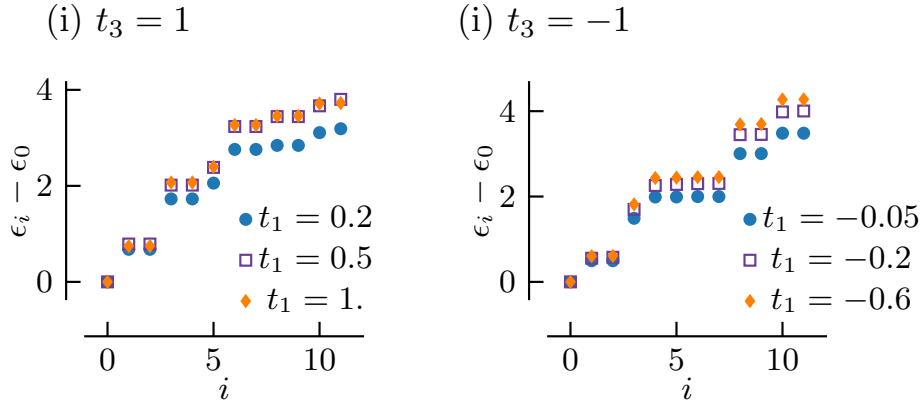 (i) t₃ = 1
4
2
0
ϵᵢ − ϵ₀
t₁ = 0.2
t₁ = 0.5
t₁ = 1.
0 5 10
i
(i) t₃ = −1
4
2
0
ϵᵢ − ϵ₀
t₁ = −0.05
t₁ = −0.2
t₁ = −0.6
0 5 10
i